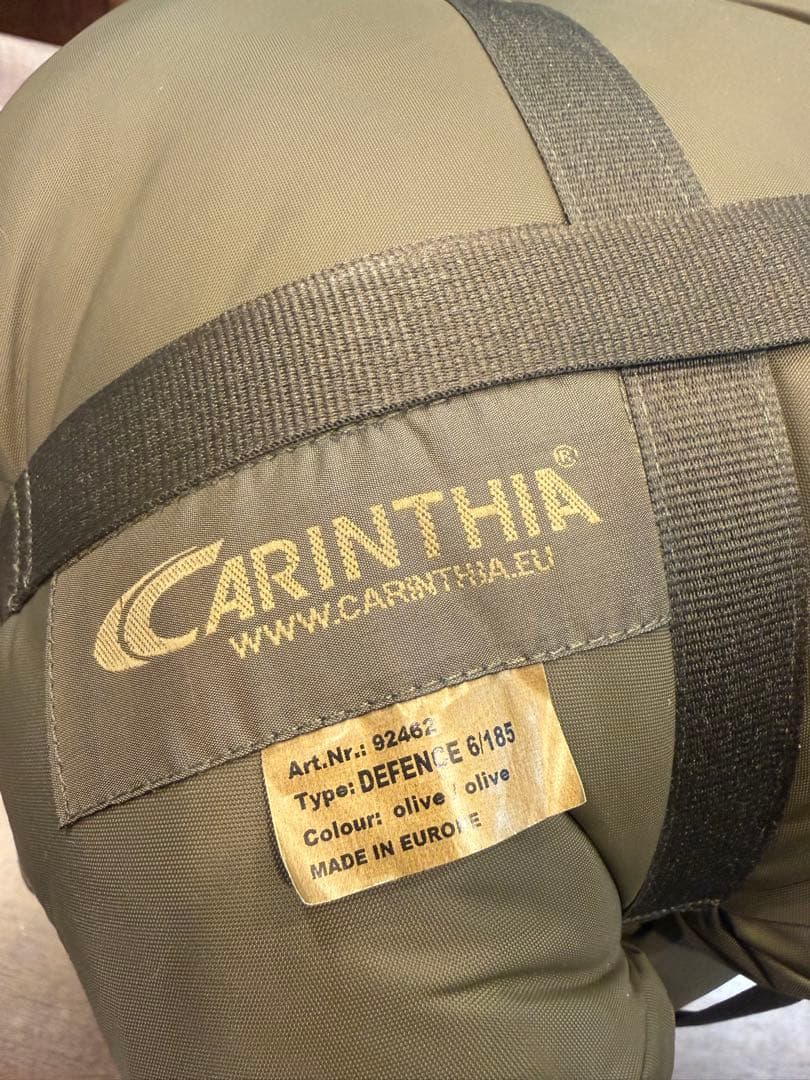 CARINTHIA®
WWW.CARINTHIA.EU
Art.Nr.: 92462
Type: DEFENCE 6/185
Colour: olive / olive
MADE IN EUROPE